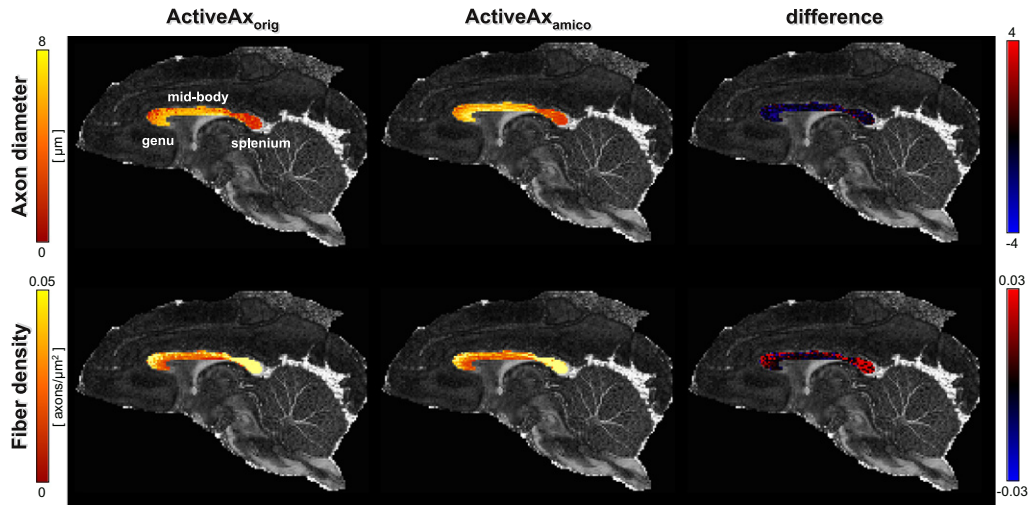 ActiveAxorig ActiveAxamico difference
8 4
Axon diameter
[ μm ]
mid-body
genu splenium
0 -4
0.05 0.03
Fiber density
[ axons/μm² ]
0 -0.03